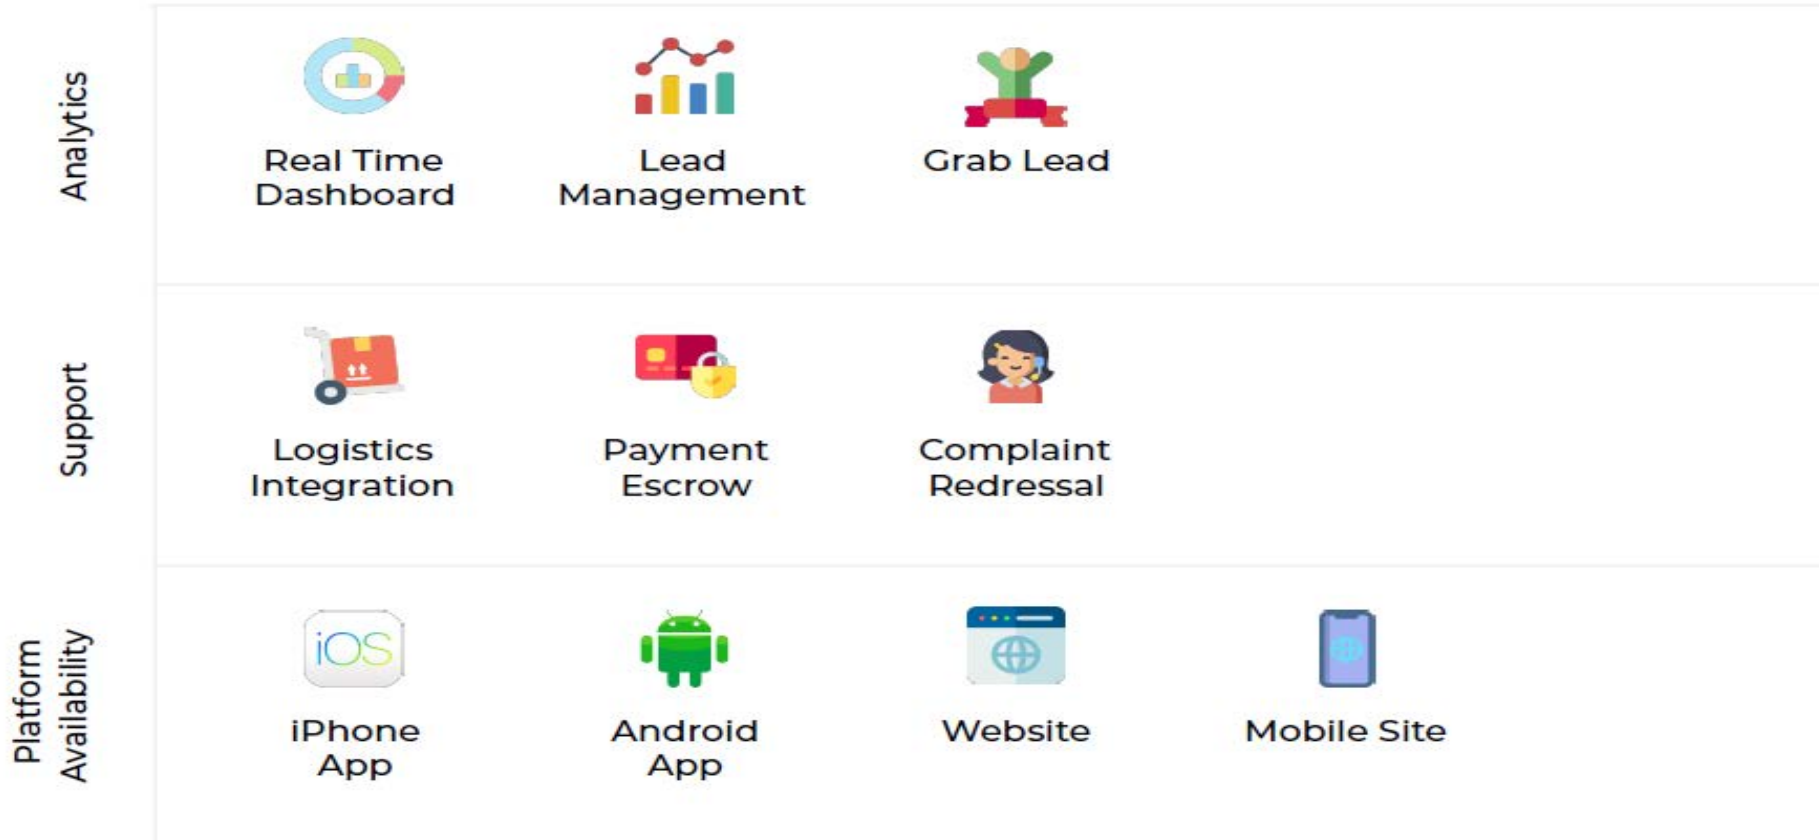 Analytics
Real Time
Dashboard
Lead
Management
Grab Lead
Support
Logistics
Integration
Payment
Escrow
Complaint
Redressal
Platform
Availability
iOS
iPhone
App
Android
App
Website
Mobile Site